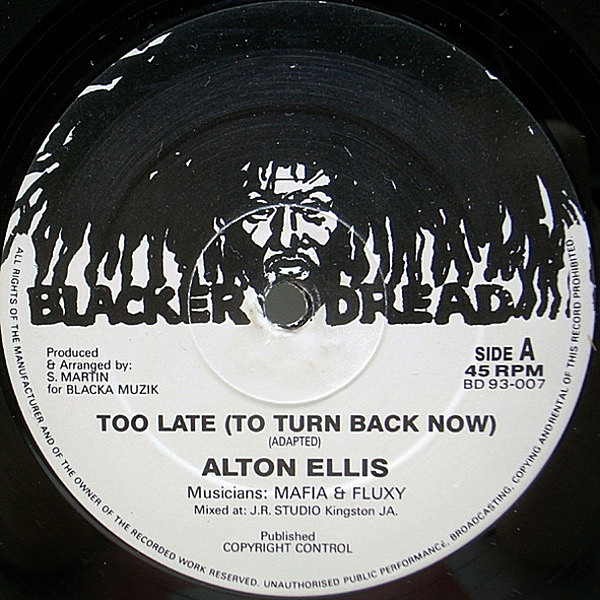 BLACKER DREAD
Produced
& Arranged by:
S. MARTIN
for BLACKA MUZIK
SIDE A
45 RPM
BD 93-007
TOO LATE (TO TURN BACK NOW)
(ADAPTED)
ALTON ELLIS
Musicians: MAFIA & FLUXY
Mixed at: J.R. STUDIO Kingston JA.
Published
COPYRIGHT CONTROL
ALL RIGHTS OF THE MANUFACTURER AND OF THE OWNER OF THE RECORDED WORK RESERVED. UNAUTHORISED PUBLIC PERFORMANCE, BROADCASTING, COPYING AND RENTAL OF THIS RECORD PROHIBITED.